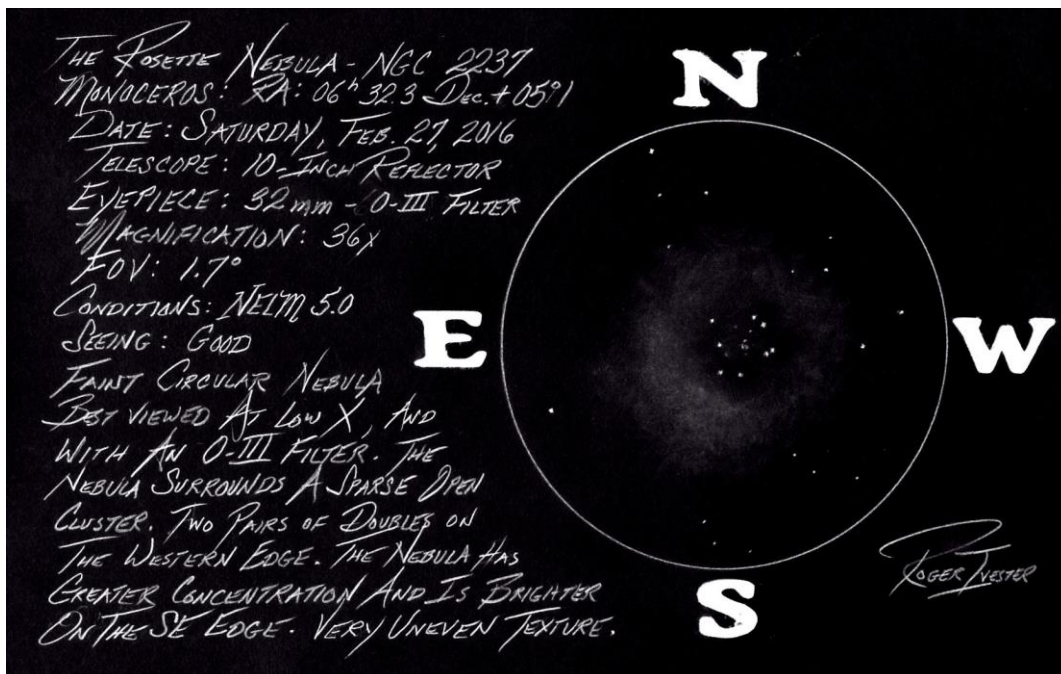 The Rosette Nebula - NGC 2237
Monoceros: RA: 06h 32.3 Dec. + 05°1
Date: Saturday, Feb. 27, 2016
Telescope: 10-Inch Reflector
Eyepiece: 32mm - O-III Filter
Magnification: 36x
FOV: 1.7°
Conditions: NELM 5.0
Seeing: Good
Faint Circular Nebula
Best Viewed At Low X, And
With An O-III Filter. The
Nebula Surrounds A Sparse Open
Cluster. Two Pairs of Doubles on
The Western Edge. The Nebula Has
Greater Concentration And Is Brighter
On The SE Edge. Very Uneven Texture.
N
E
W
S
Roger Ivester